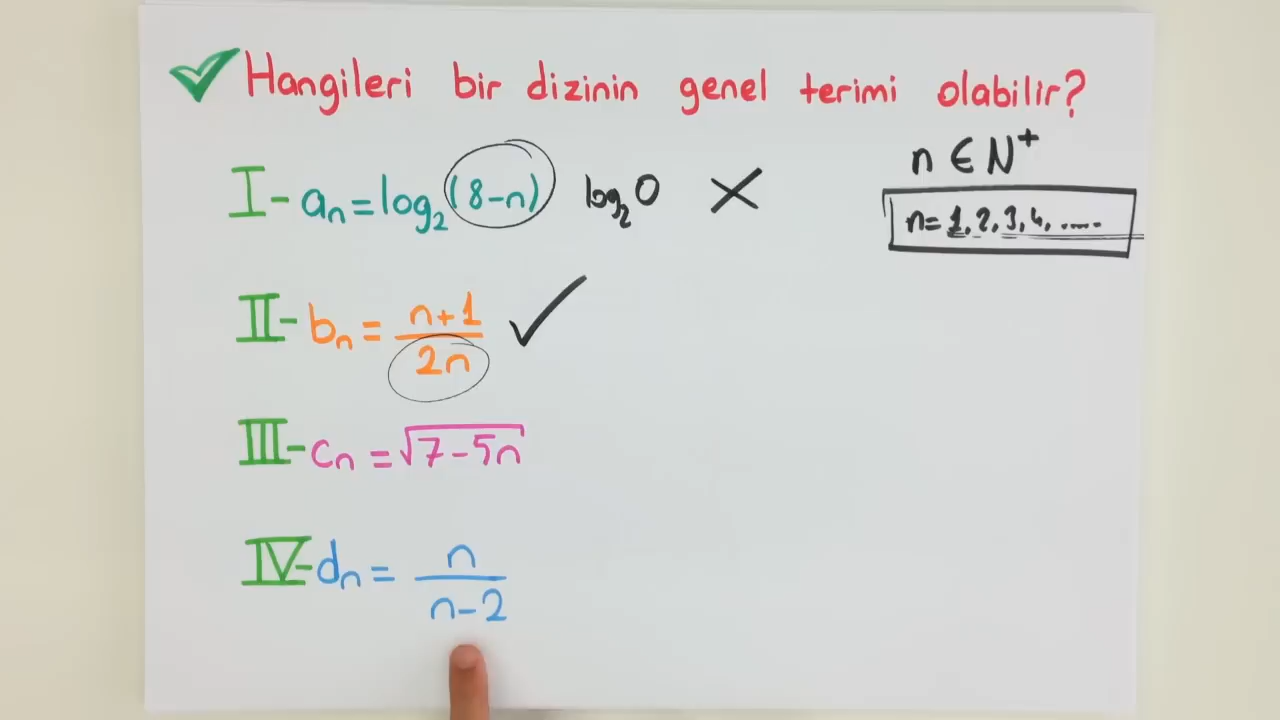 Hangileri bir dizinin genel terimi olabilir?
n ∈ N⁺
n = 1, 2, 3, 4, .....
I- aₙ = log₂(8-n) log₂0 X
II- bₙ = n+1 / 2n ✓
III- cₙ = √(7-5n)
IV- dₙ = n / n-2